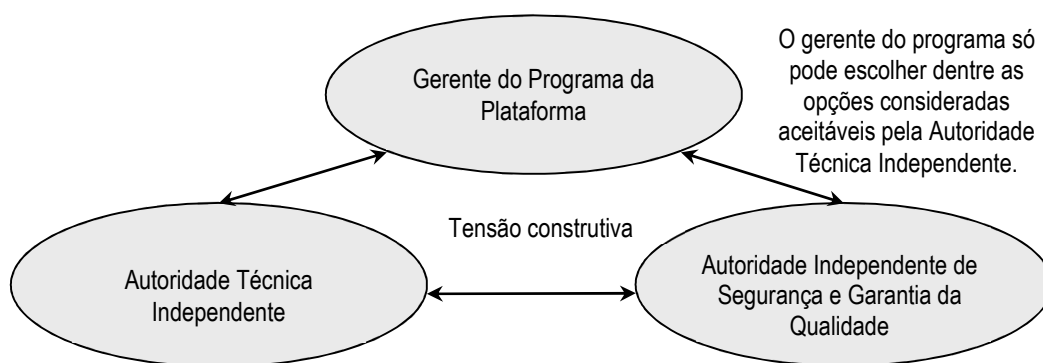 Gerente do Programa da
Plataforma
O gerente do programa só
pode escolher dentre as
opções consideradas
aceitáveis pela Autoridade
Técnica Independente.
Tensão construtiva
Autoridade Técnica
Independente
Autoridade Independente de
Segurança e Garantia da
Qualidade